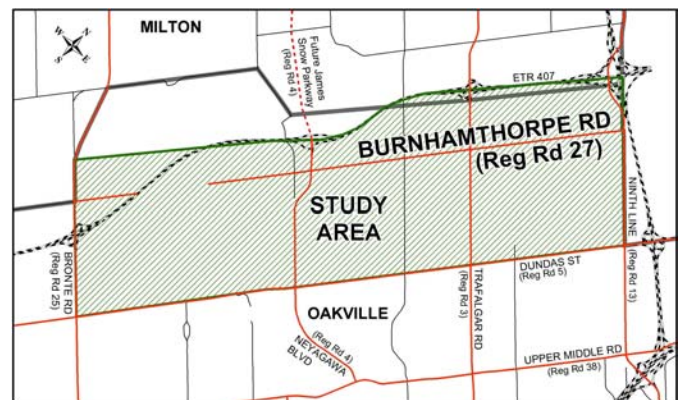 MILTON
N
E
S
W
Future James
Snow Parkway
(Reg Rd 4)
ETR 407
BURNHAMTHORPE RD
(Reg Rd 27)
STUDY
AREA
BRONTE RD
(Reg Rd 25)
NINTH LINE
(Reg Rd 13)
DUNDAS ST
(Reg Rd 5)
TRAFALGAR RD
(Reg Rd 3)
OAKVILLE
(Reg Rd 4)
NEYAGAWA
BLVD
UPPER MIDDLE RD
(Reg Rd 38)